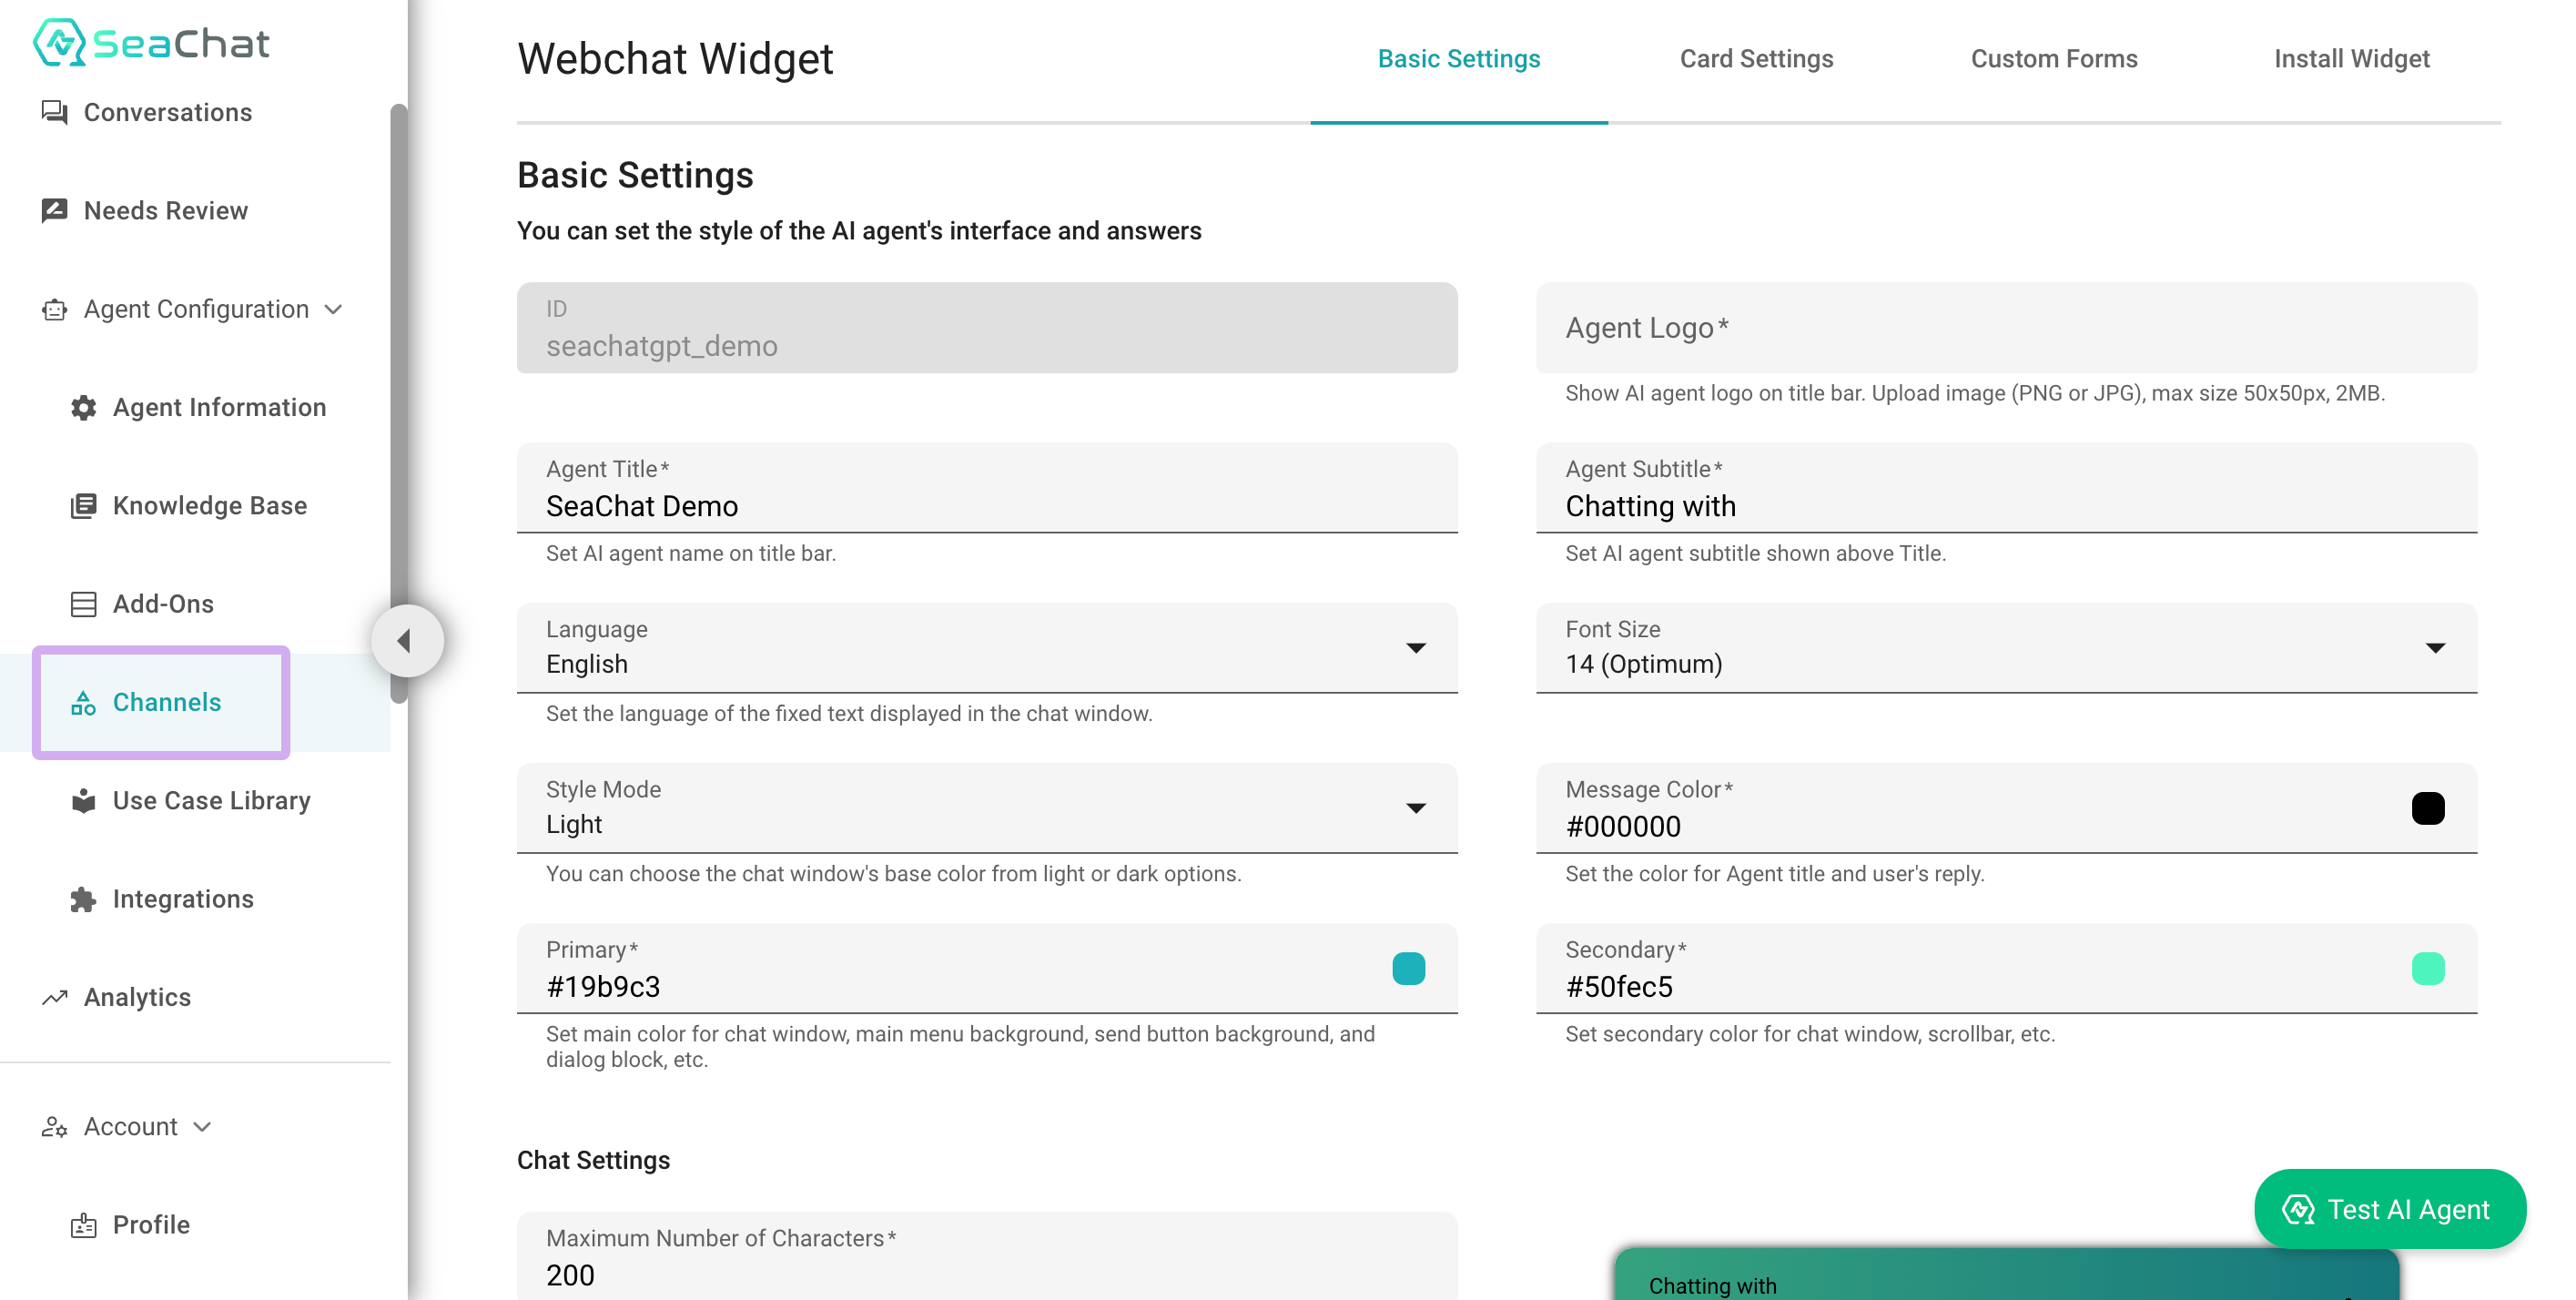 SeaChat
Conversations
Needs Review
Agent Configuration
Agent Information
Knowledge Base
Add-Ons
Channels
Use Case Library
Integrations
Analytics
Account
Profile
Webchat Widget
Basic Settings
Card Settings
Custom Forms
Install Widget
Basic Settings
You can set the style of the AI agent's interface and answers
ID
seachatgpt_demo
Agent Logo*
Show AI agent logo on title bar. Upload image (PNG or JPG), max size 50x50px, 2MB.
Agent Title*
SeaChat Demo
Set AI agent name on title bar.
Agent Subtitle*
Chatting with
Set AI agent subtitle shown above Title.
Language
English
Set the language of the fixed text displayed in the chat window.
Font Size
14 (Optimum)
Style Mode
Light
You can choose the chat window's base color from light or dark options.
Message Color*
#000000
Set the color for Agent title and user's reply.
Primary*
#19b9c3
Set main color for chat window, main menu background, send button background, and
dialog block, etc.
Secondary*
#50fec5
Set secondary color for chat window, scrollbar, etc.
Chat Settings
Maximum Number of Characters*
200
Test AI Agent
Chatting with